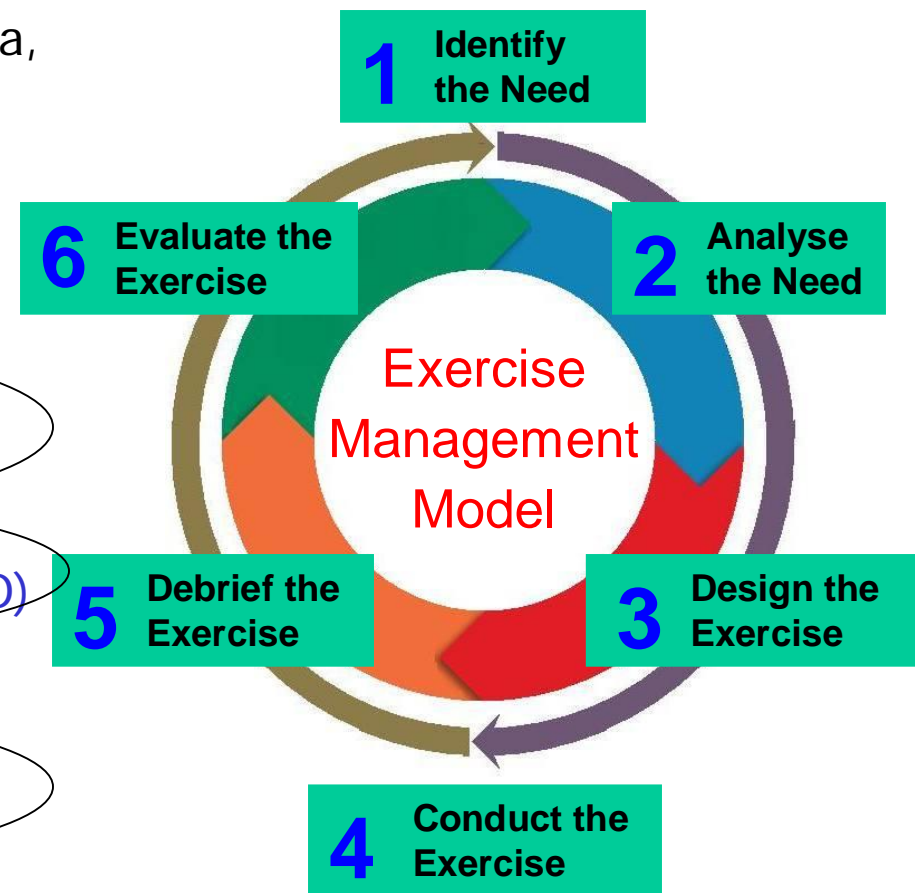 a,
1 Identify
the Need
2 Analyse
the Need
3 Design the
Exercise
4 Conduct the
Exercise
5 Debrief the
Exercise
6 Evaluate the
Exercise
Exercise
Management
Model
)